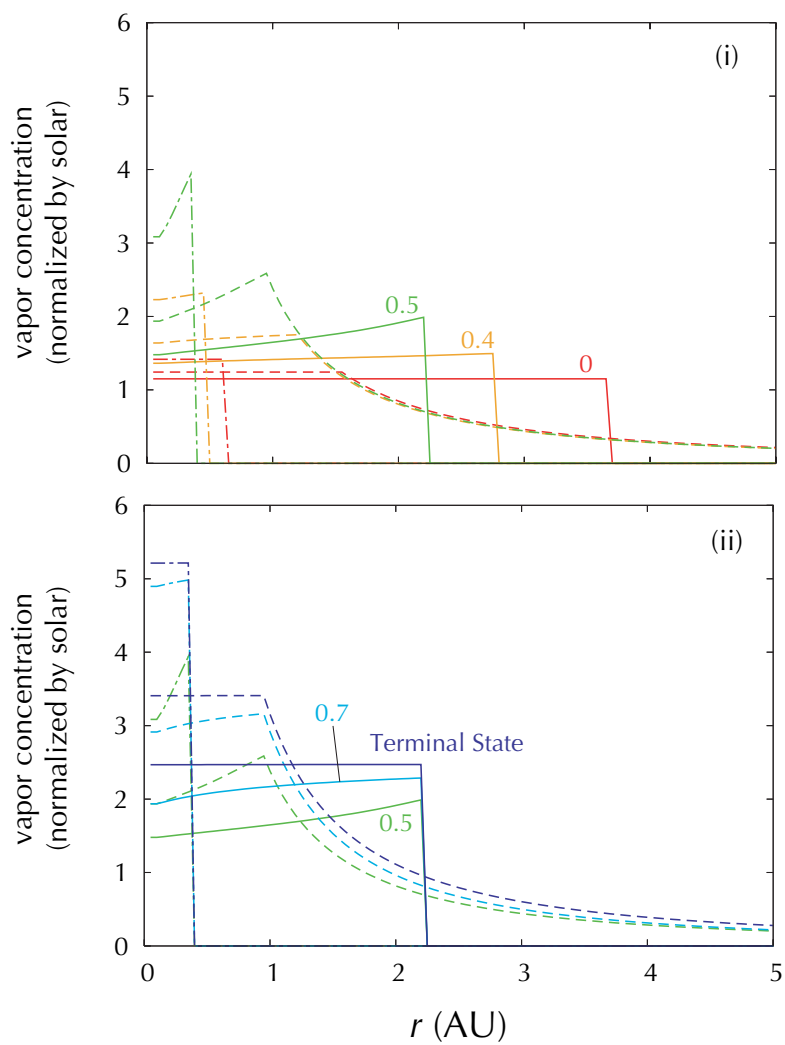 6
(i)
5
4
3
2
1
0
0.5
0.4
0
vapor concentration
(normalized by solar)
6
(ii)
5
4
3
2
1
0
0.7
Terminal State
0.5
vapor concentration
(normalized by solar)
0 1 2 3 4 5
r (AU)